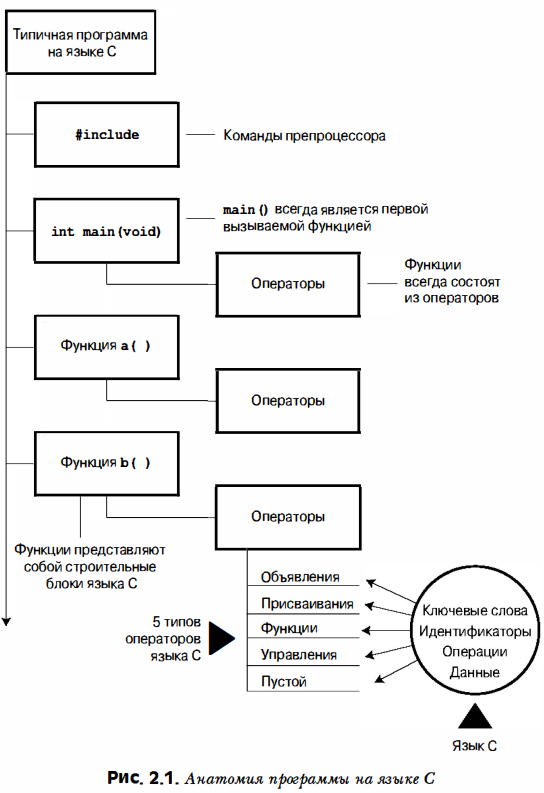 Типичная программа
на языке С
#include
Команды препроцессора
int main(void)
main() всегда является первой
вызываемой функцией
Операторы
Функции
всегда состоят
из операторов
Функция a( )
Операторы
Функция b( )
Операторы
Функции представляют
собой строительные
блоки языка С
5 типов
операторов
языка С
Объявления
Присваивания
Функции
Управления
Пустой
Ключевые слова
Идентификаторы
Операции
Данные
Язык С
Рис. 2.1. Анатомия программы на языке С